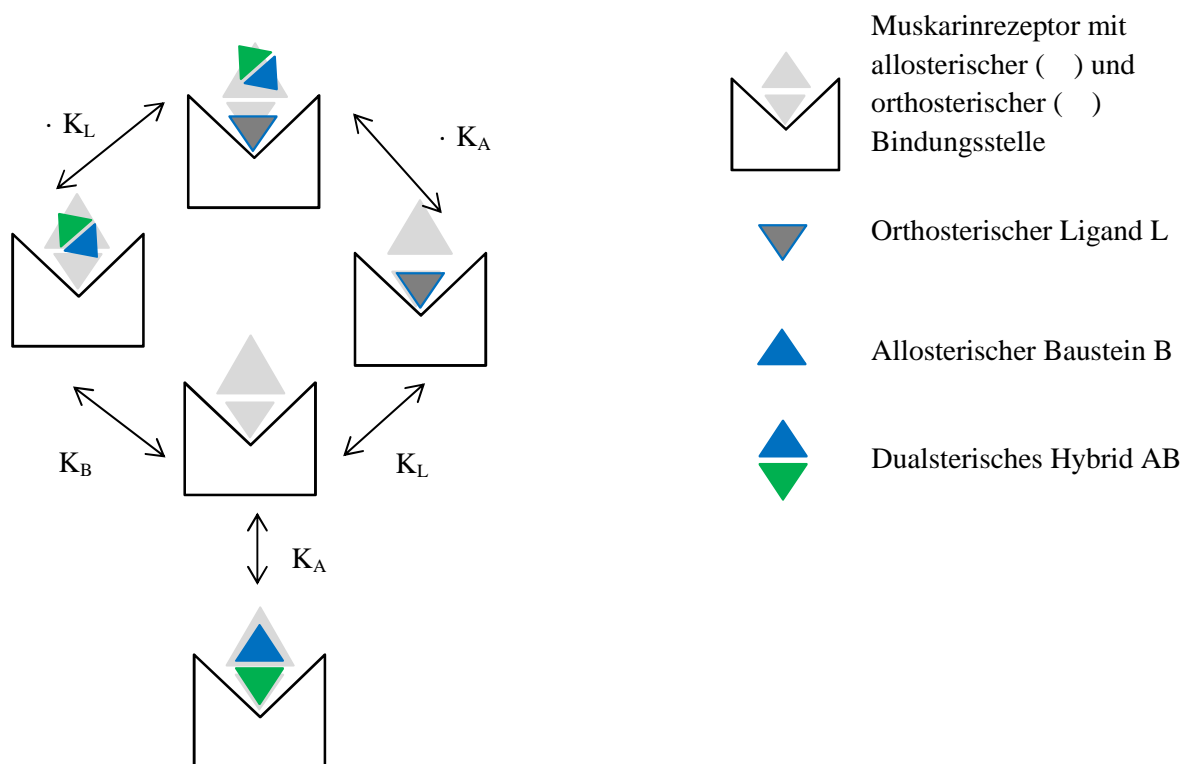 · K_L
· K_A
K_B
K_L
K_A
Muskarinrezeptor mit
allosterischer (   ) und
orthosterischer (   )
Bindungsstelle
Orthosterischer Ligand L
Allosterischer Baustein B
Dualsterisches Hybrid AB